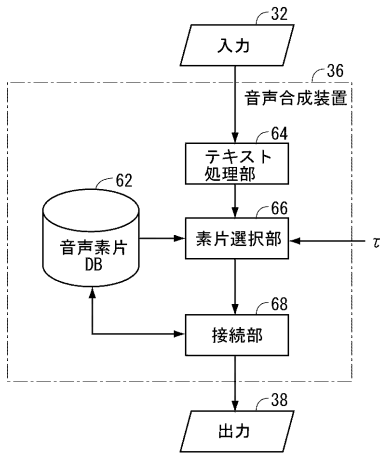 32
入力
36
音声合成装置
64
テキスト
処理部
62
66
音声素片
DB
素片選択部
τ
68
接続部
38
出力